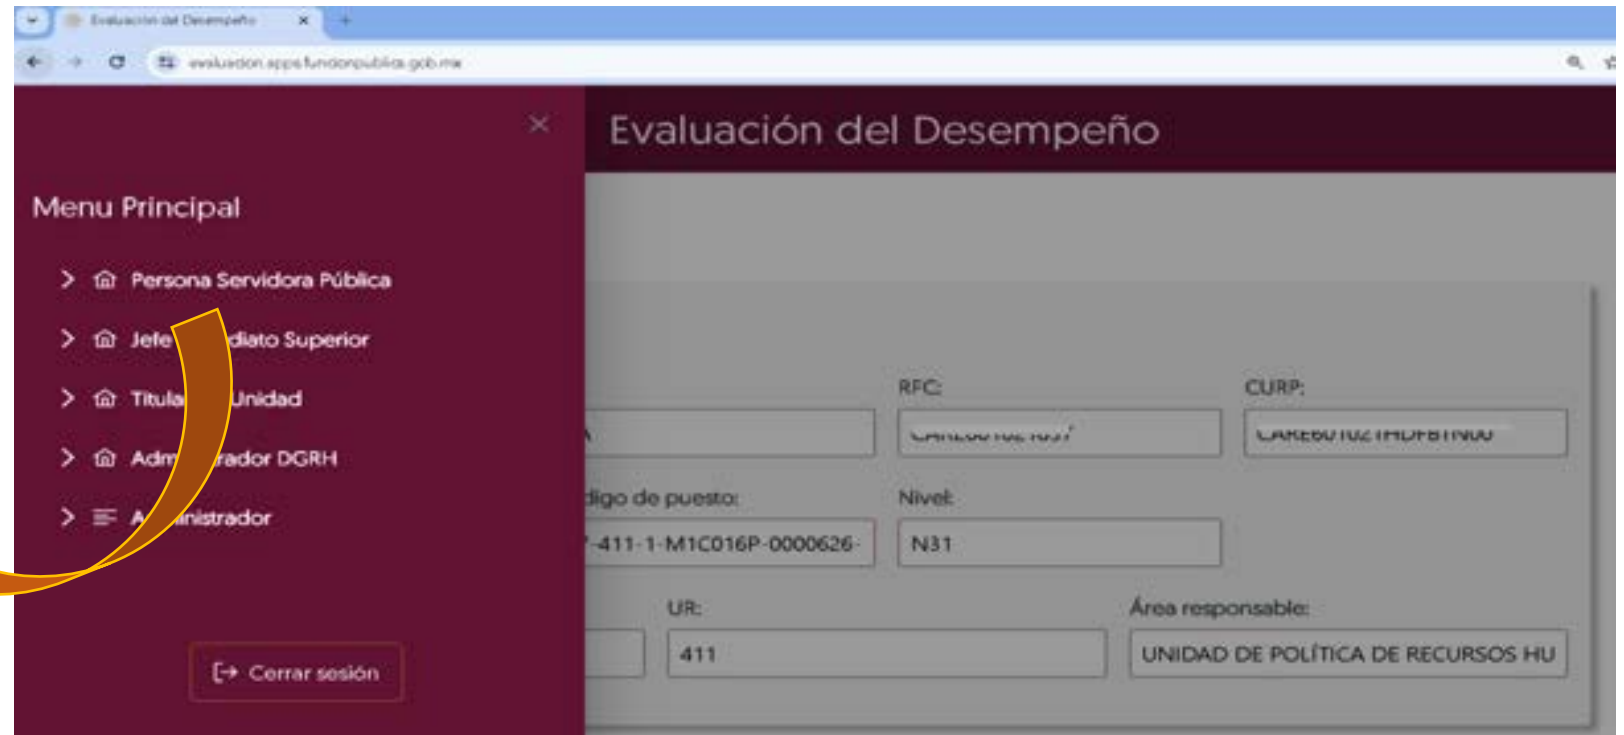 Evaluación del Desempeño
evaluacion.apps.funcionpublica.gob.mx
Evaluación del Desempeño
Menu Principal
Persona Servidora Pública
Jefe diato Superior
Titula Unidad
Adm rador DGRH
A inistrador
Cerrar sesión
RFC:
CURP:
A
digo de puesto:
Nivel:
-411-1-M1C016P-0000626-
N31
UR:
Área responsable:
411
UNIDAD DE POLÍTICA DE RECURSOS HU